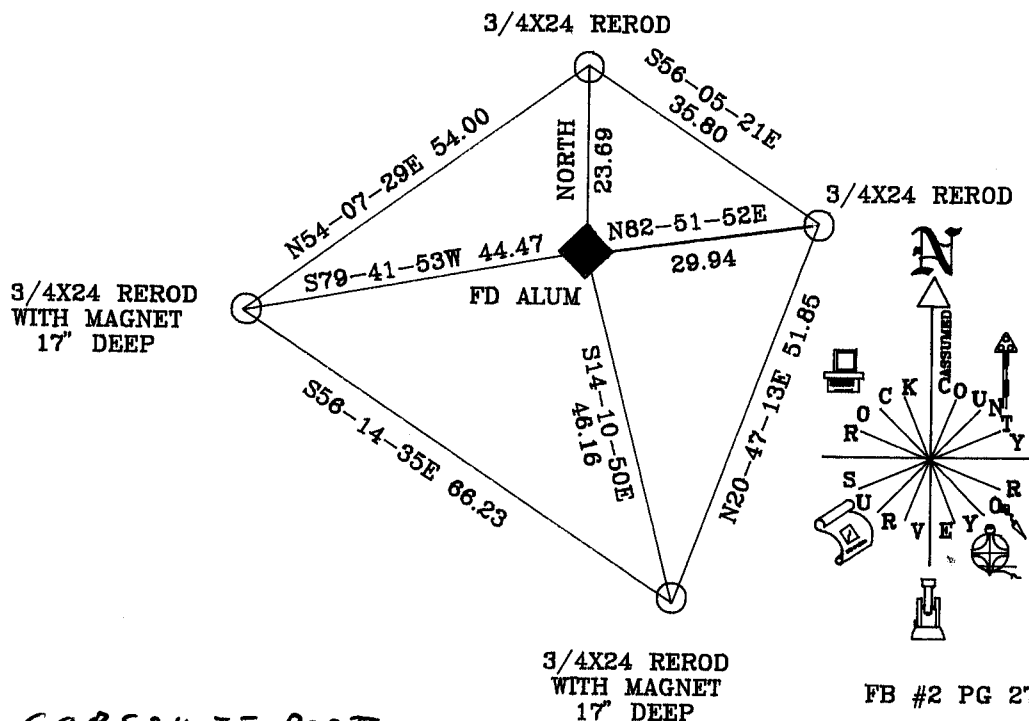 3/4X24 REROD
S56-05-21E
35.80
N54-07-29E 54.00
NORTH
23.69
3/4X24 REROD
N82-51-52E
29.94
S79-41-53W 44.47
FD ALUM
3/4X24 REROD
WITH MAGNET
17" DEEP
S14-10-50E
46.16
N20-47-13E 51.85
S56-14-35E 66.23
3/4X24 REROD
WITH MAGNET
17" DEEP
N
ASSUMED
ROCK COUNTY
SURVEYOR
FB #2 PG 27